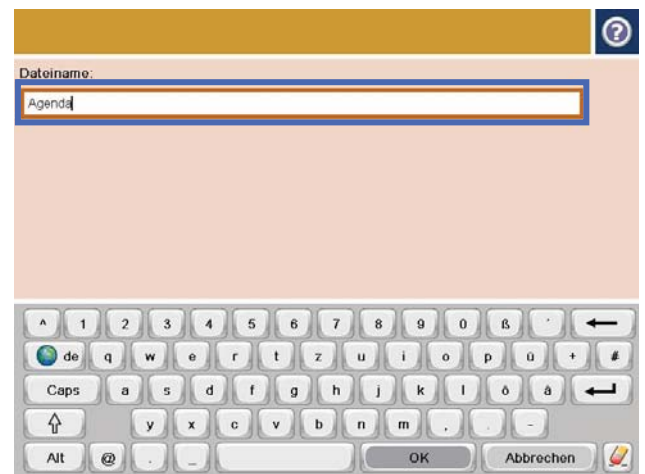 ?
Dateiname:
Agenda
^ 1 2 3 4 5 6 7 8 9 0 ß ´
de q w e r t z u i o p ü + #
Caps a s d f g h j k l ö ä
y x c v b n m , . -
Alt @ . _ OK Abbrechen